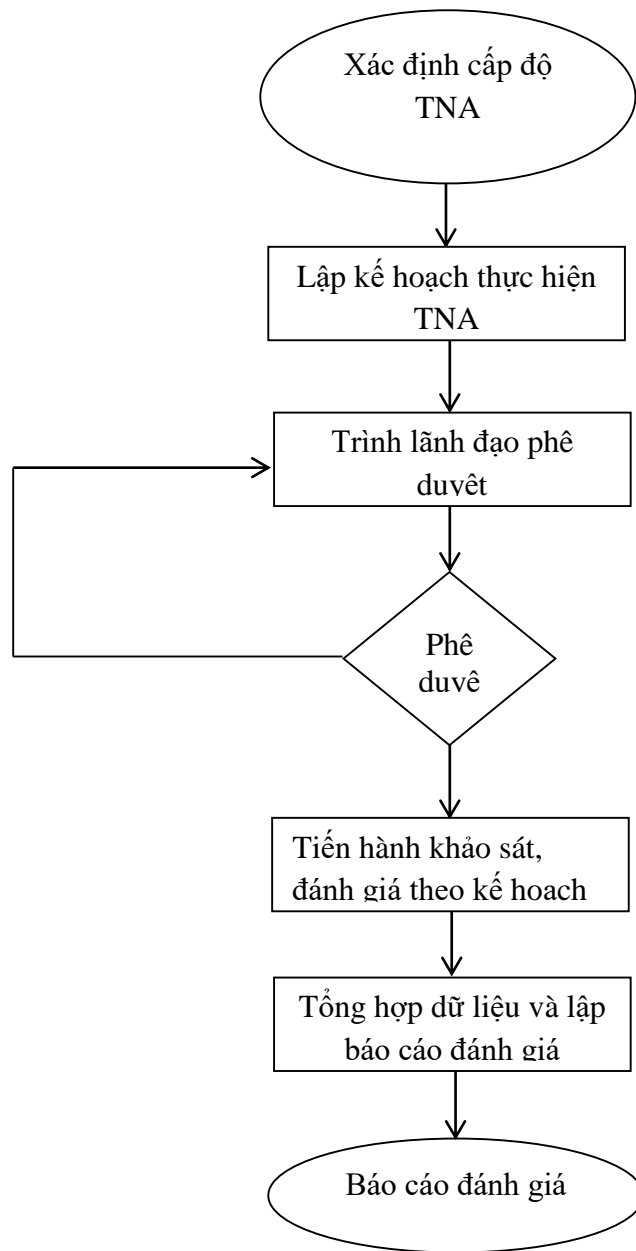 Xác định cấp độ
TNA
Lập kế hoạch thực hiện
TNA
Trình lãnh đạo phê
duyệt
Phê
duyê
Tiến hành khảo sát,
đánh giá theo kế hoạch
Tổng hợp dữ liệu và lập
báo cáo đánh giá
Báo cáo đánh giá